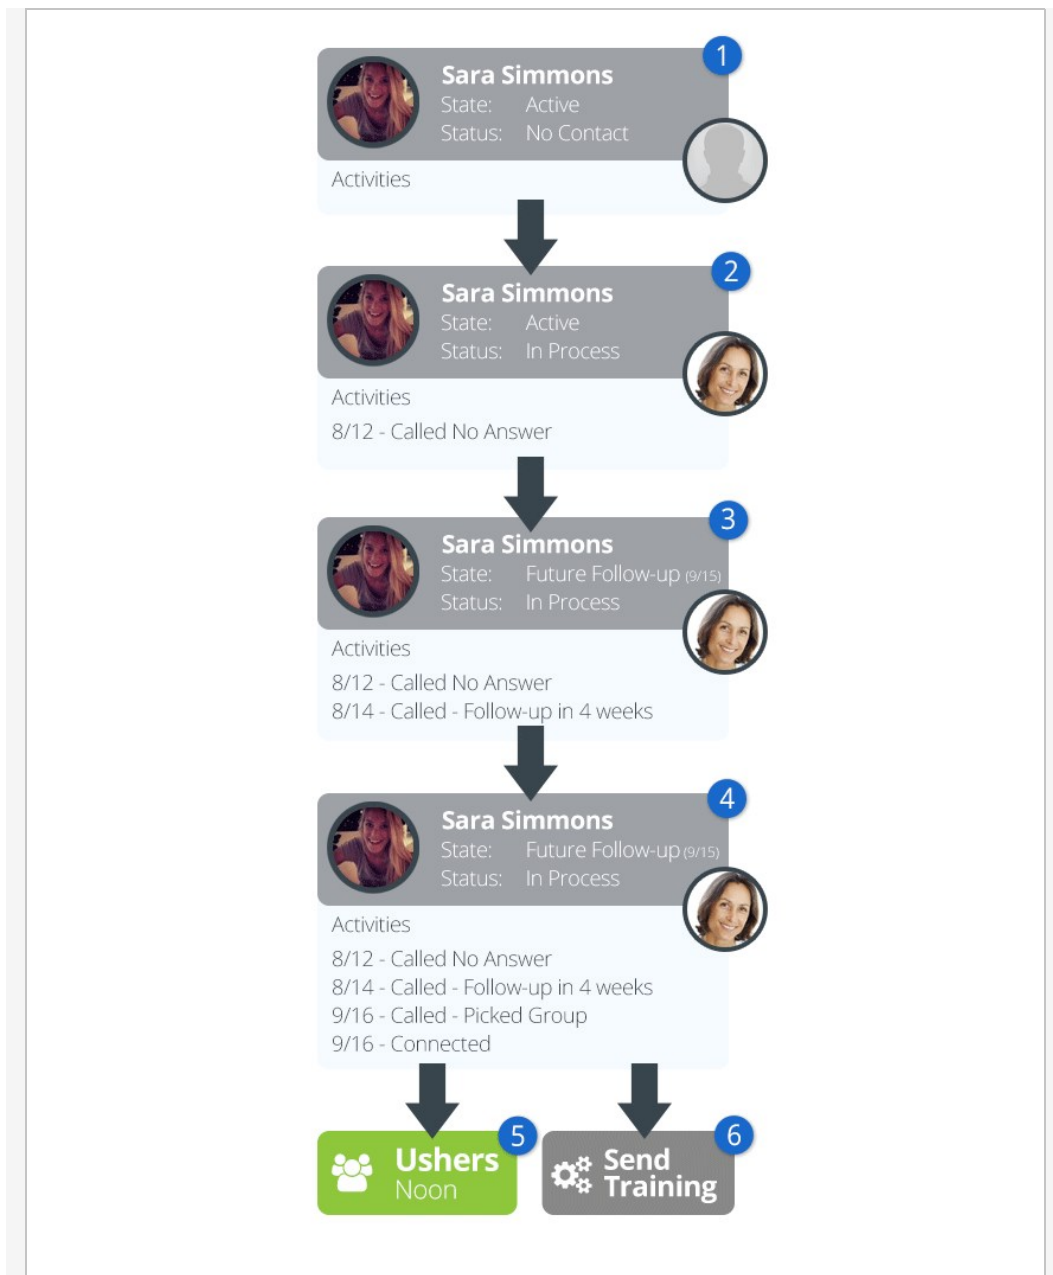 1
Sara Simmons
State: Active
Status: No Contact
Activities
2
Sara Simmons
State: Active
Status: In Process
Activities
8/12 - Called No Answer
3
Sara Simmons
State: Future Follow-up (9/15)
Status: In Process
Activities
8/12 - Called No Answer
8/14 - Called - Follow-up in 4 weeks
4
Sara Simmons
State: Future Follow-up (9/15)
Status: In Process
Activities
8/12 - Called No Answer
8/14 - Called - Follow-up in 4 weeks
9/16 - Called - Picked Group
9/16 - Connected
5
Ushers
Noon
6
Send
Training